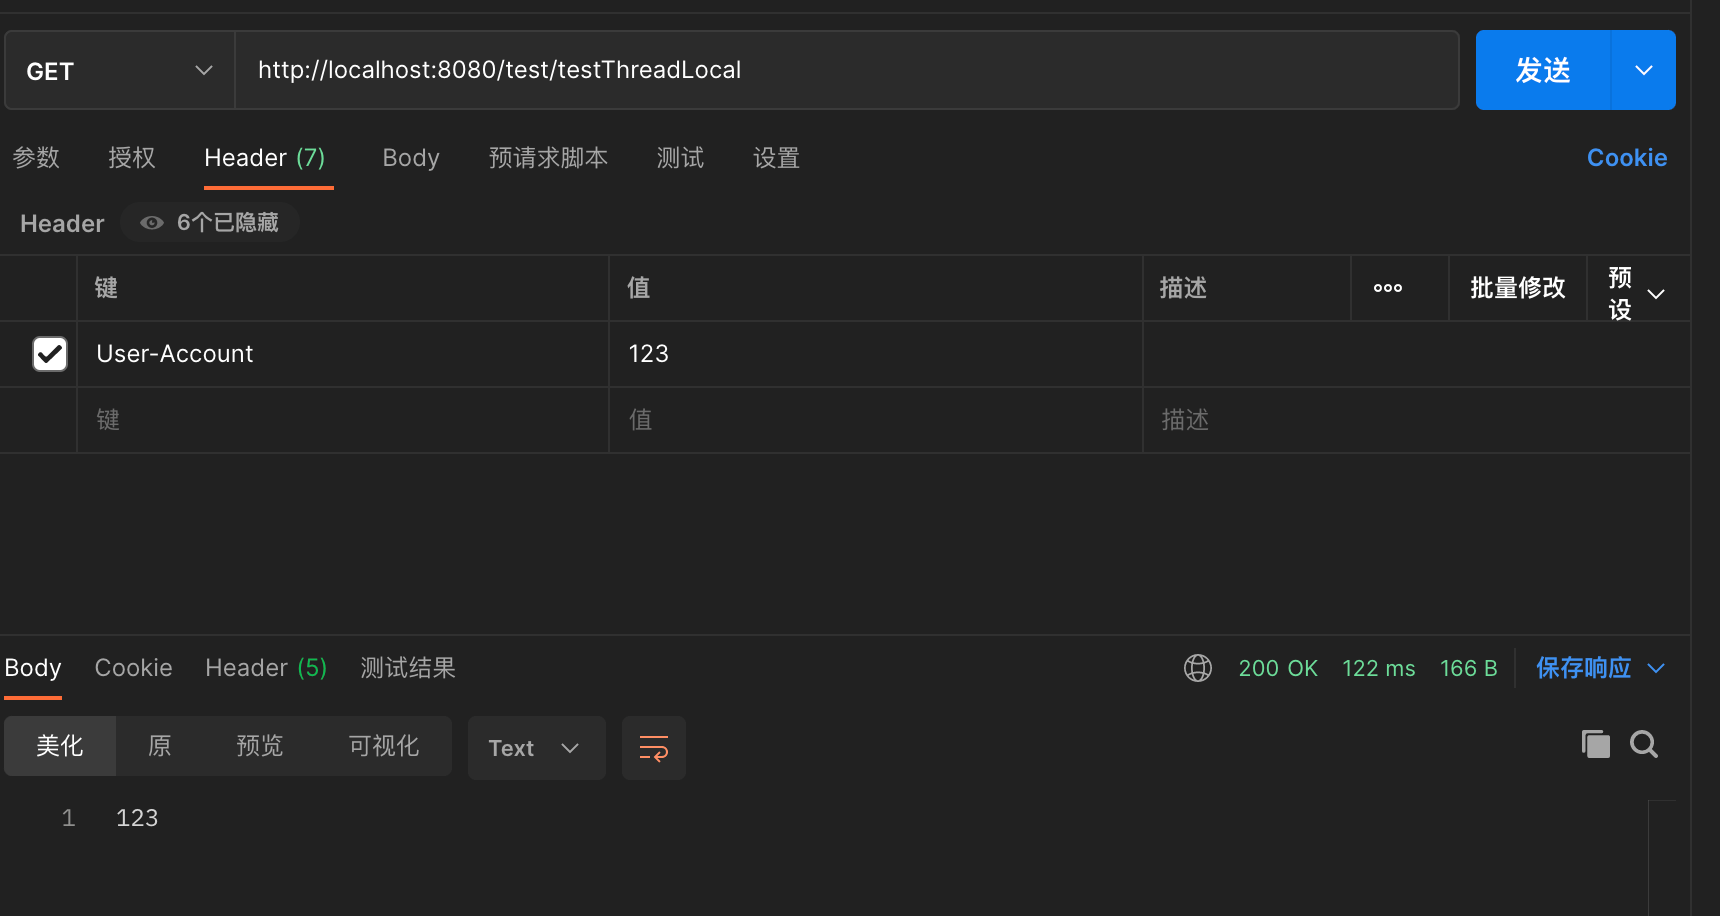 GET http://localhost:8080/test/testThreadLocal 发送
参数 授权 Header (7) Body 预请求脚本 测试 设置 Cookie
Header 6个已隐藏
键 值 描述 批量修改 预设
User-Account 123
键 值 描述
Body Cookie Header (5) 测试结果 200 OK 122 ms 166 B 保存响应
美化 原 预览 可视化 Text
1 123